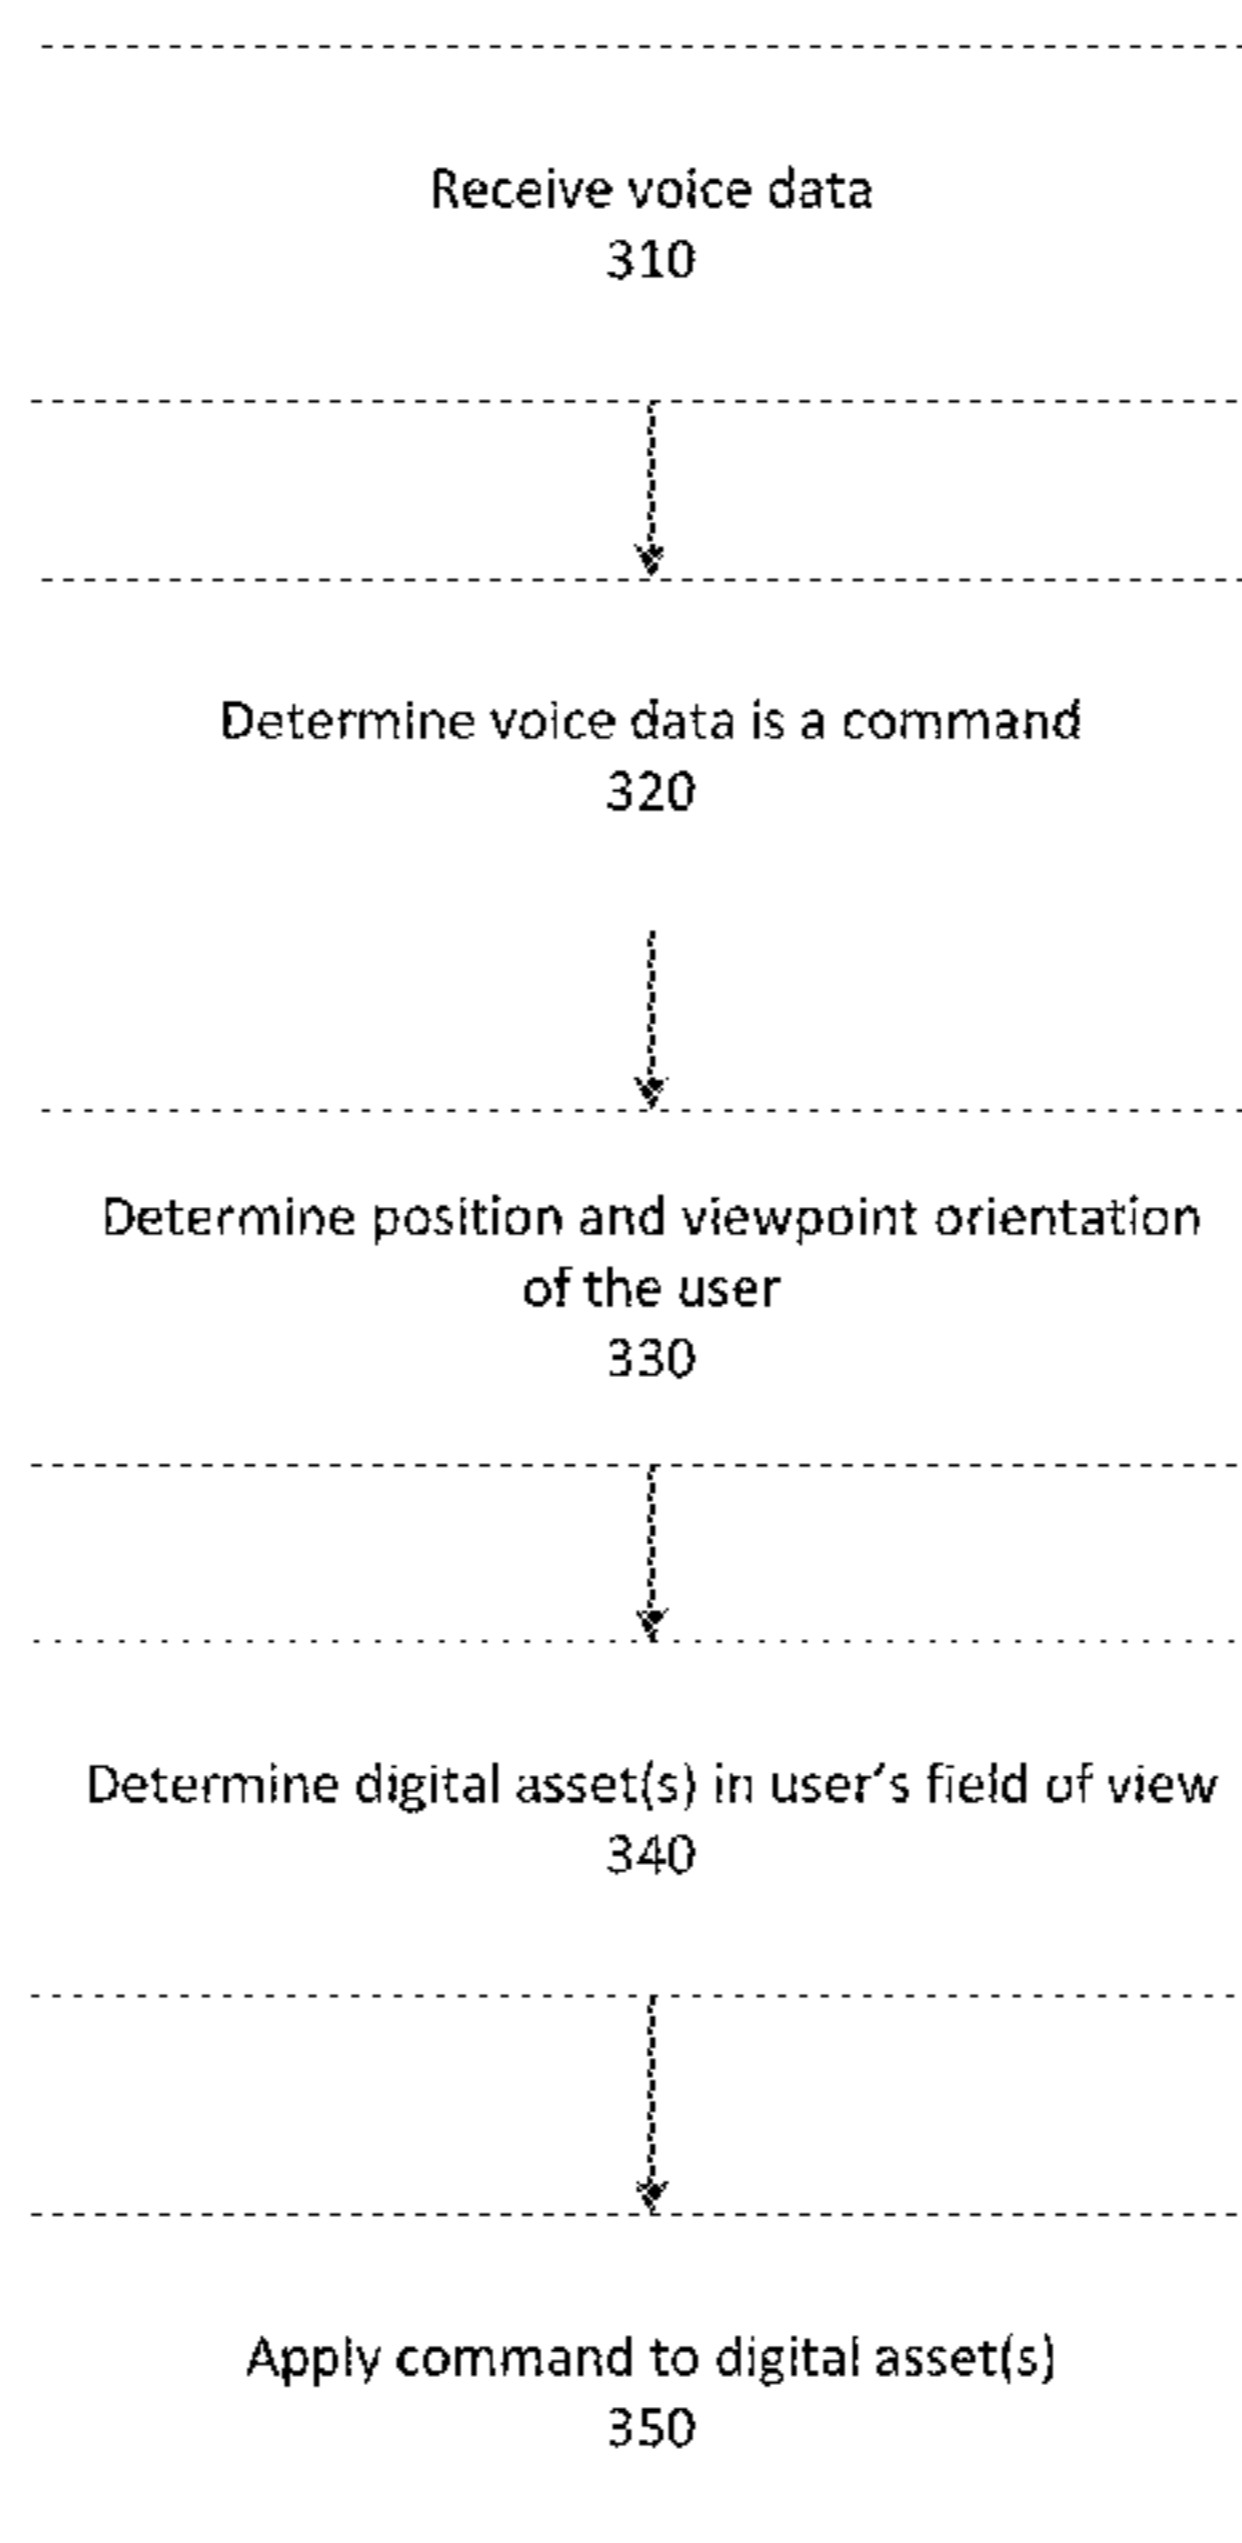 Receive voice data
310
Determine voice data is a command
320
Determine position and viewpoint orientation
of the user
330
Determine digital asset(s) in user's field of view
340
Apply command to digital asset(s)
350